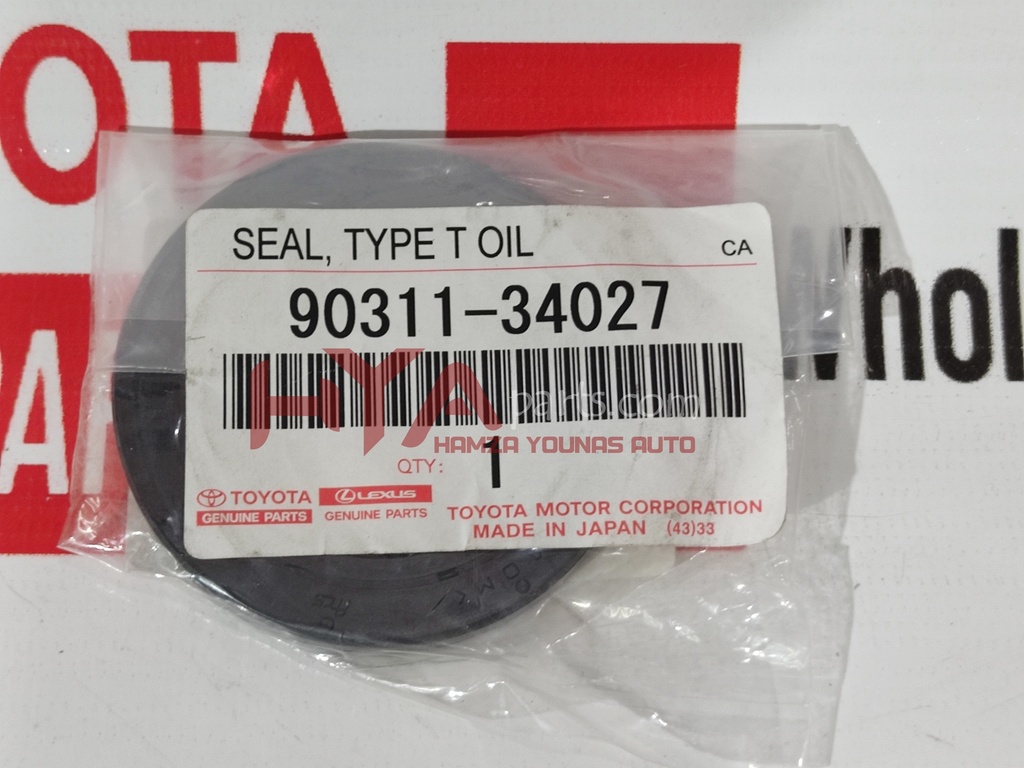 OTA
SEAL, TYPE T OIL CA
90311-34027
HYA parts.com
HAMZA YOUNAS AUTO
QTY: 1
TOYOTA
GENUINE PARTS
LEXUS
GENUINE PARTS
TOYOTA MOTOR CORPORATION
MADE IN JAPAN (43)33
Whol
PA